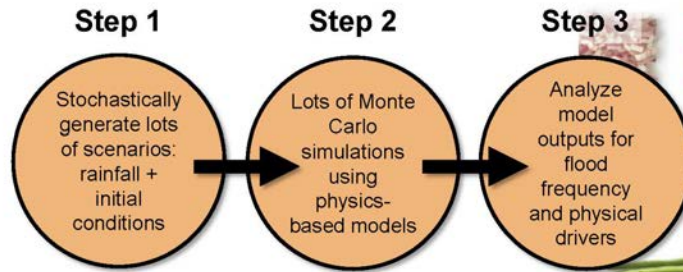 Step 1
Step 2
Step 3
Stochastically
generate lots
of scenarios:
rainfall +
initial
conditions
Lots of Monte
Carlo
simulations
using
physics-
based models
Analyze
model
outputs for
flood
frequency
and physical
drivers